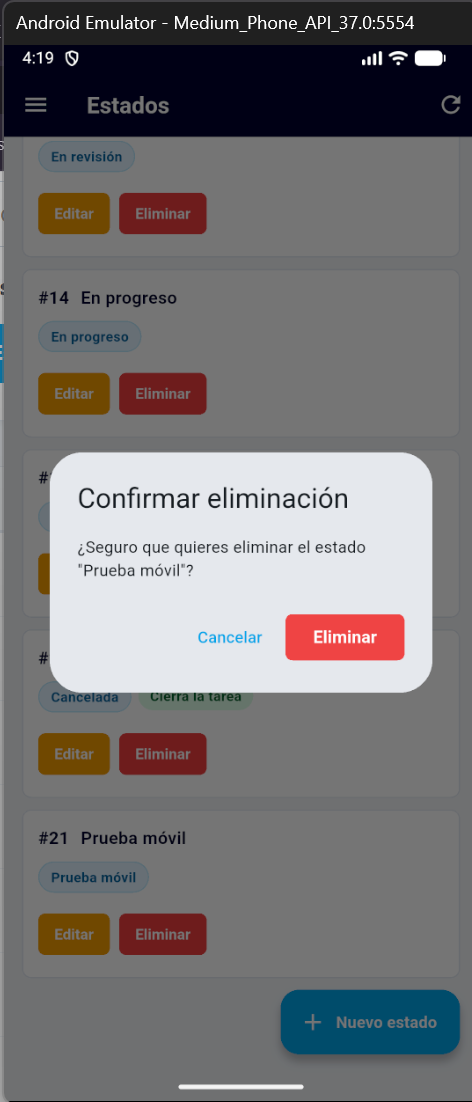 Android Emulator - Medium_Phone_API_37.0:5554
4:19
Estados
En revisión
Editar Eliminar
#14 En progreso
En progreso
Editar Eliminar
#
Confirmar eliminación
¿Seguro que quieres eliminar el estado
"Prueba móvil"?
Cancelar Eliminar
#
Cancelada Cierra la tarea
Editar Eliminar
#21 Prueba móvil
Prueba móvil
Editar Eliminar
+ Nuevo estado